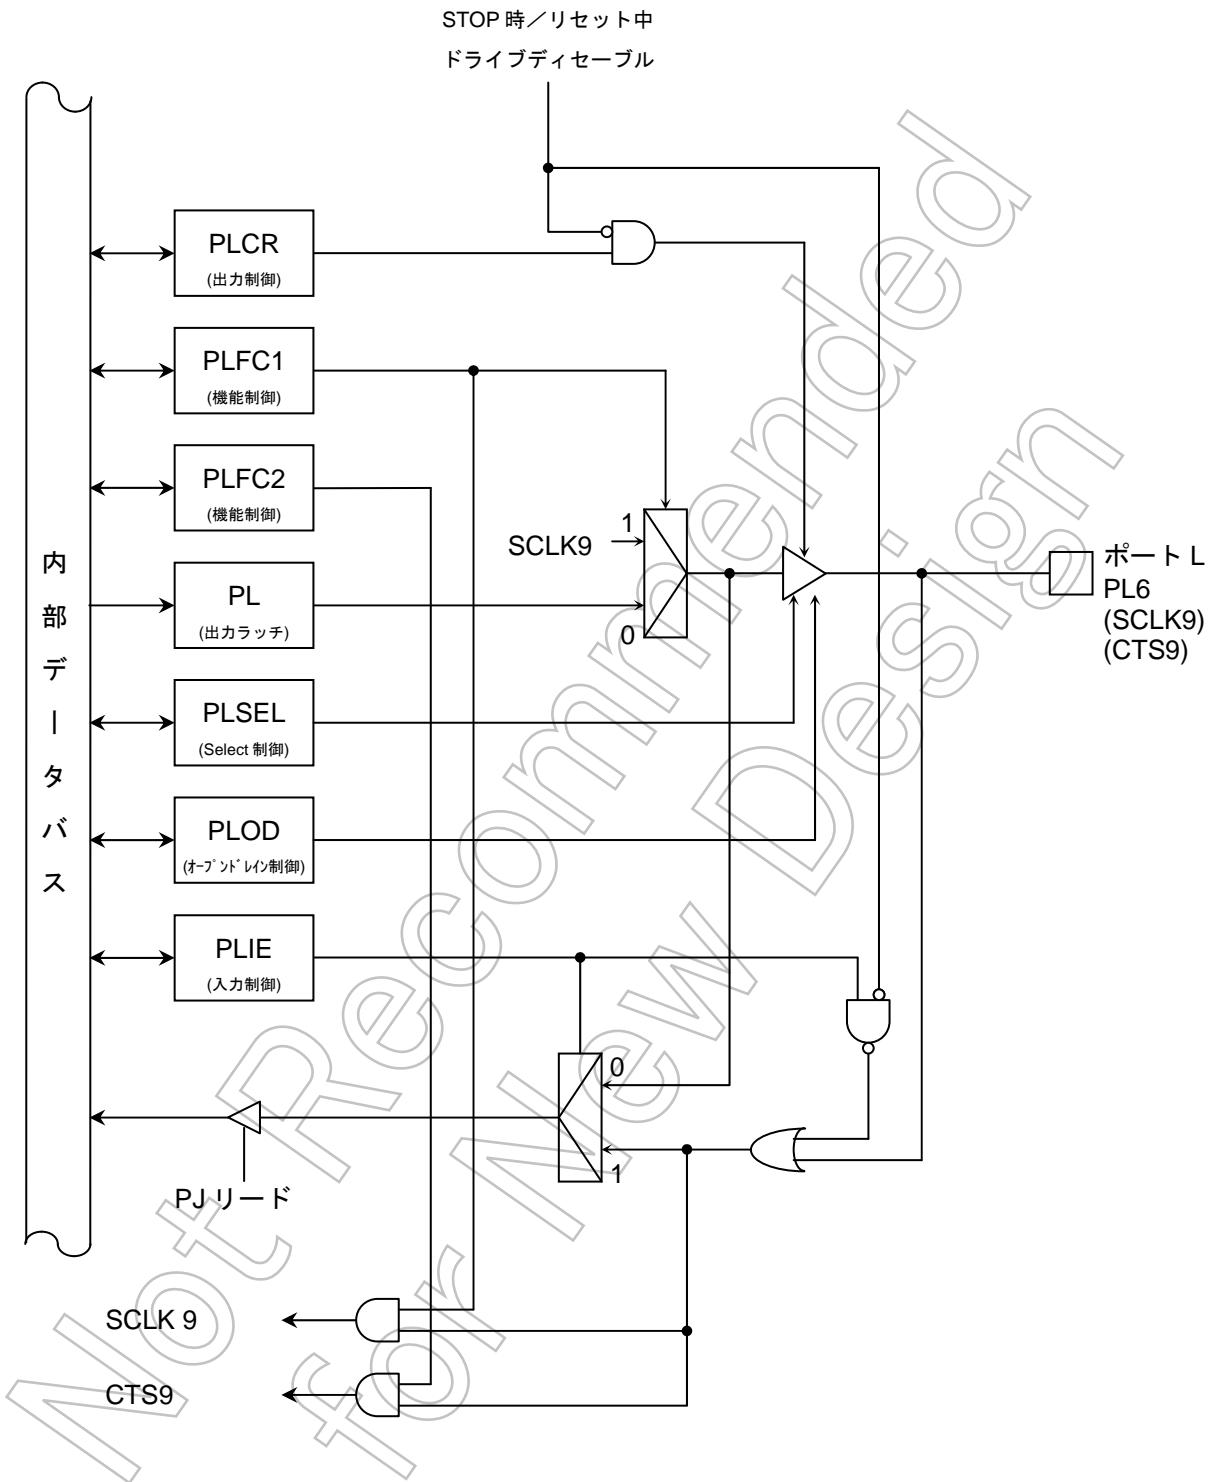 STOP 時／リセット中
ドライブディセーブル
内部データバス
PLCR
(出力制御)
PLFC1
(機能制御)
PLFC2
(機能制御)
PL
(出力ラッチ)
PLSEL
(Select 制御)
PLOD
(ｵｰﾌﾟﾝﾄﾞﾚｲﾝ制御)
PLIE
(入力制御)
SCLK9
1
0
ポート L
PL6
(SCLK9)
(CTS9)
0
1
PJ リード
SCLK 9
CTS9
Not Recommended
for New Design